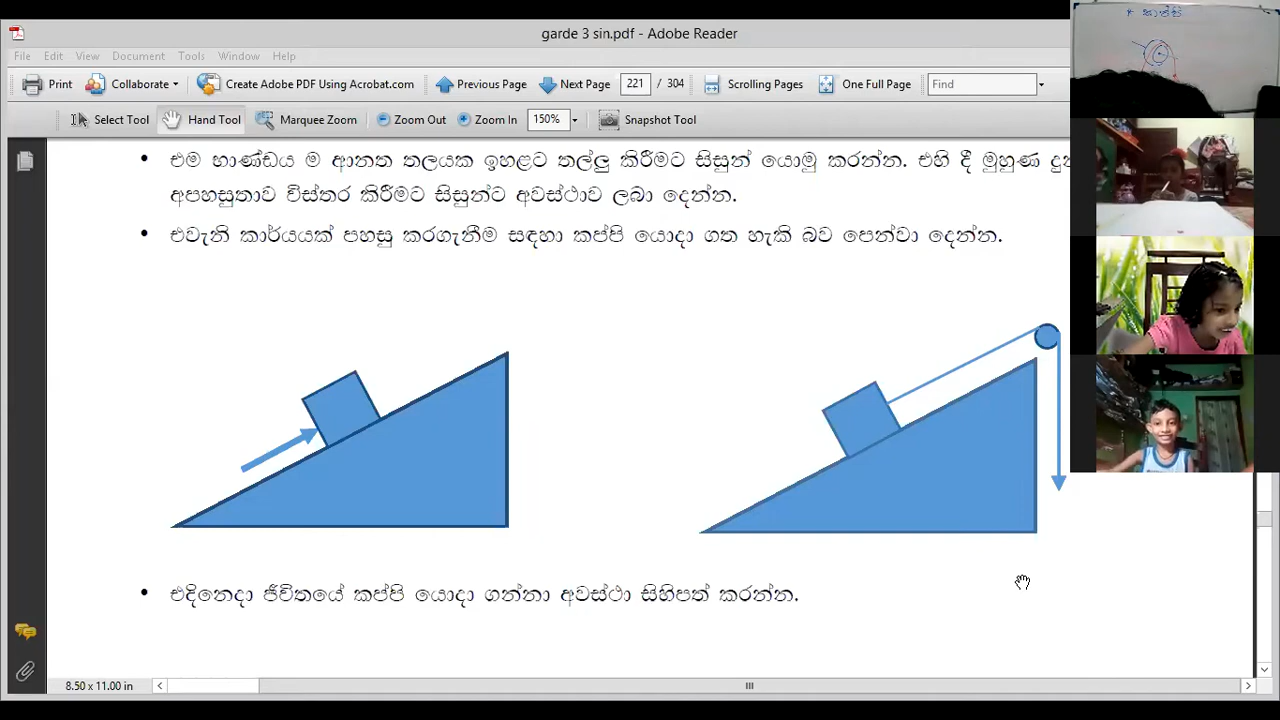 garde 3 sin.pdf - Adobe Reader
File Edit View Document Tools Window Help
Print Collaborate Create Adobe PDF Using Acrobat.com Previous Page Next Page 221 / 304 Scrolling Pages One Full Page Find
Select Tool Hand Tool Marquee Zoom Zoom Out Zoom In 150% Snapshot Tool
• එම භාණ්ඩය ම ආනත තලයක ඉහළට තල්ලු කිරීමට සිසුන් යොමු කරන්න. එහි දී මුහුණ
අපහසුතාව විස්තර කිරීමට සිසුන්ට අවස්ථාව ලබා දෙන්න.
• එවැනි කාර්යයක් පහසු කරගැනීම සඳහා කප්පි යොදා ගත හැකි බව පෙන්වා දෙන්න.
• එදිනෙදා ජීවිතයේ කප්පි යොදා ගන්නා අවස්ථා සිහිපත් කරන්න.
8.50 x 11.00 in